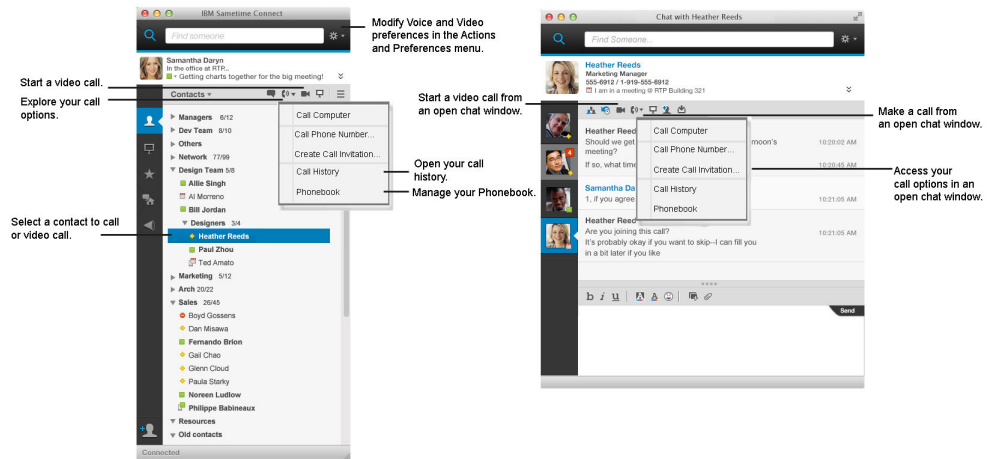 IBM Sametime Connect
Find someone
Modify Voice and Video
preferences in the Actions
and Preferences menu.
Samantha Daryn
In the office at RTP...
Getting charts together for the big meeting!
Start a video call.
Explore your call
options.
Contacts
Call Computer
Call Phone Number...
Create Call Invitation...
Call History
Phonebook
Open your call
history.
Manage your Phonebook.
Managers 6/12
Dev Team 8/10
Others
Network 77/99
Design Team 5/8
Allie Singh
Al Morreno
Bill Jordan
Designers 3/4
Select a contact to call
or video call.
Heather Reeds
Paul Zhou
Ted Amato
Marketing 5/12
Arch 20/22
Sales 26/45
Boyd Gossens
Dan Misawa
Fernando Brion
Gail Chao
Glenn Cloud
Paula Starky
Noreen Ludlow
Philippe Babineaux
Resources
Old contacts
Connected
Chat with Heather Reeds
Find Someone...
Heather Reeds
Marketing Manager
555-6912 / 1-919-555-6912
I am in a meeting @ RTP Building 321
Start a video call from
an open chat window.
Make a call from
an open chat window.
Call Computer
Call Phone Number...
Create Call Invitation...
Call History
Phonebook
Access your
call options in an
open chat window.
4
Heather Reed
Should we get
moon's
10:20:02 AM
meeting?
If so, what time
10:20:45 AM
Samantha Da
1, if you agree
10:21:05 AM
Heather Reed
Are you joining this call?
10:21:05 AM
It's probably okay if you want to skip--I can fill you
in a bit later if you like
b i u A A
Send